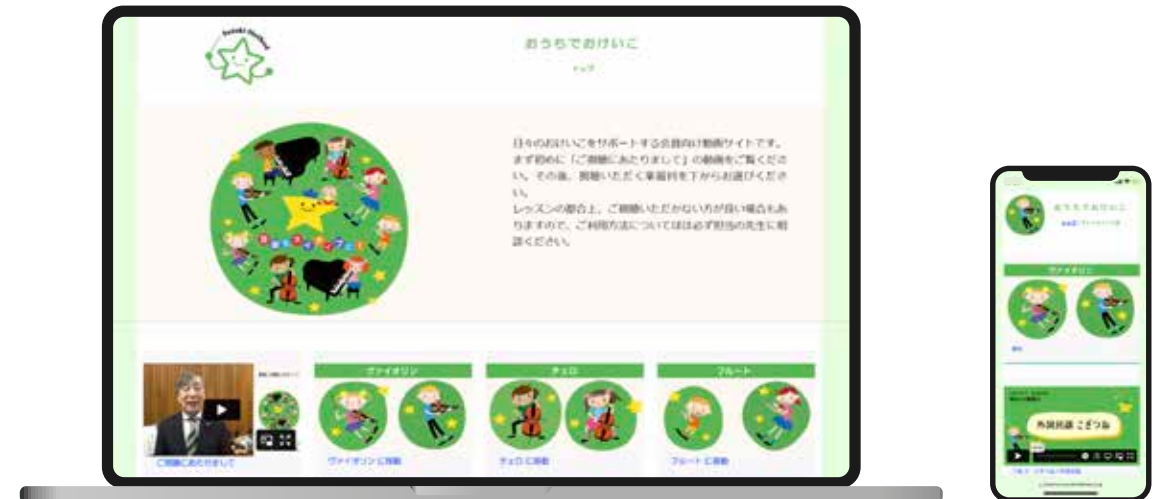 Suzuki Method
おうちでおけいこ
トップ
日々のおけいこをサポートする会員向け動画サイトです。
まず初めに「ご視聴にあたりまして」の動画をご覧くださ
い。その後、視聴いただく楽器科を下からお選びくださ
い。
レッスンの都合上、ご視聴いただかない方が良い場合もあ
りますので、ご利用方法についてはは必ず担当の先生に相
談ください。
ヴァイオリン
チェロ
フルート
ご視聴にあたりまして
ヴァイオリン に移動
チェロ に移動
フルート に移動
おうちでおけいこ
ヴァイオリン
外国民謡 こぎつね